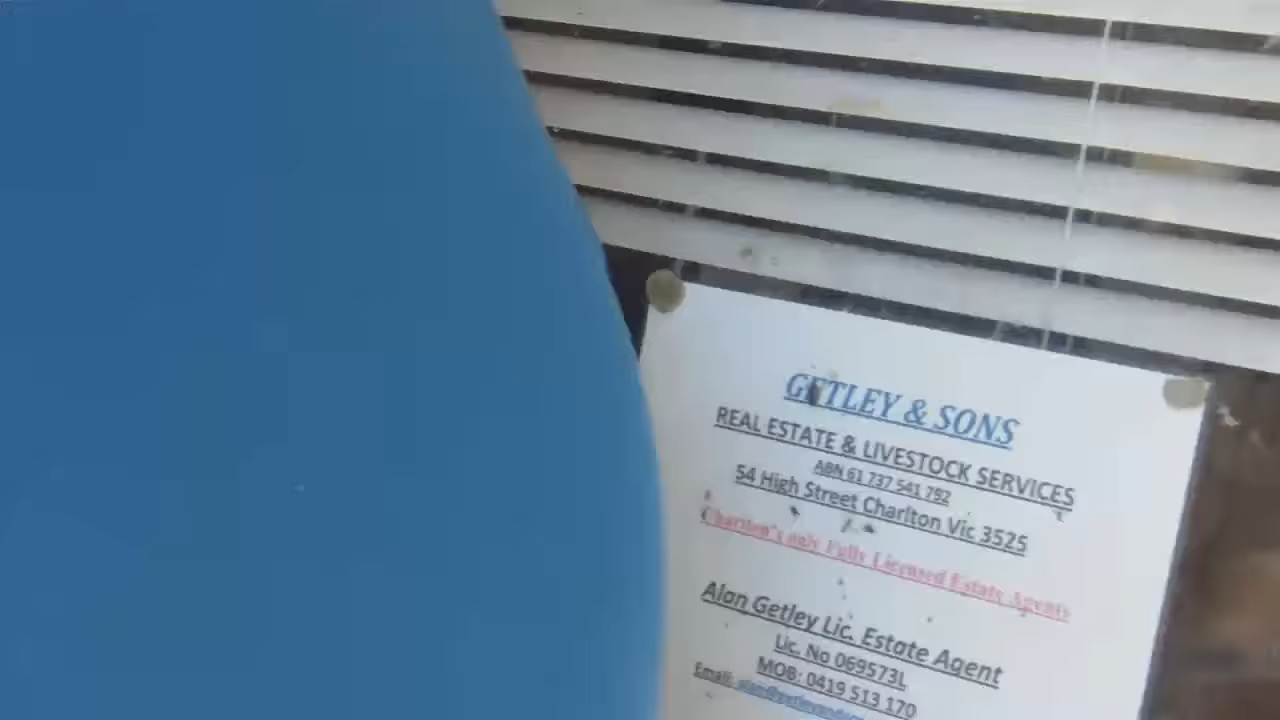 GETLEY & SONS
REAL ESTATE & LIVESTOCK SERVICES
ABN 61 737 541 792
54 High Street Charlton Vic 3525
Charlton's only Fully Licensed Estate Agents
Alan Getley Lic. Estate Agent
Lic. No 069573L
MOB: 0419 513 170
Email: